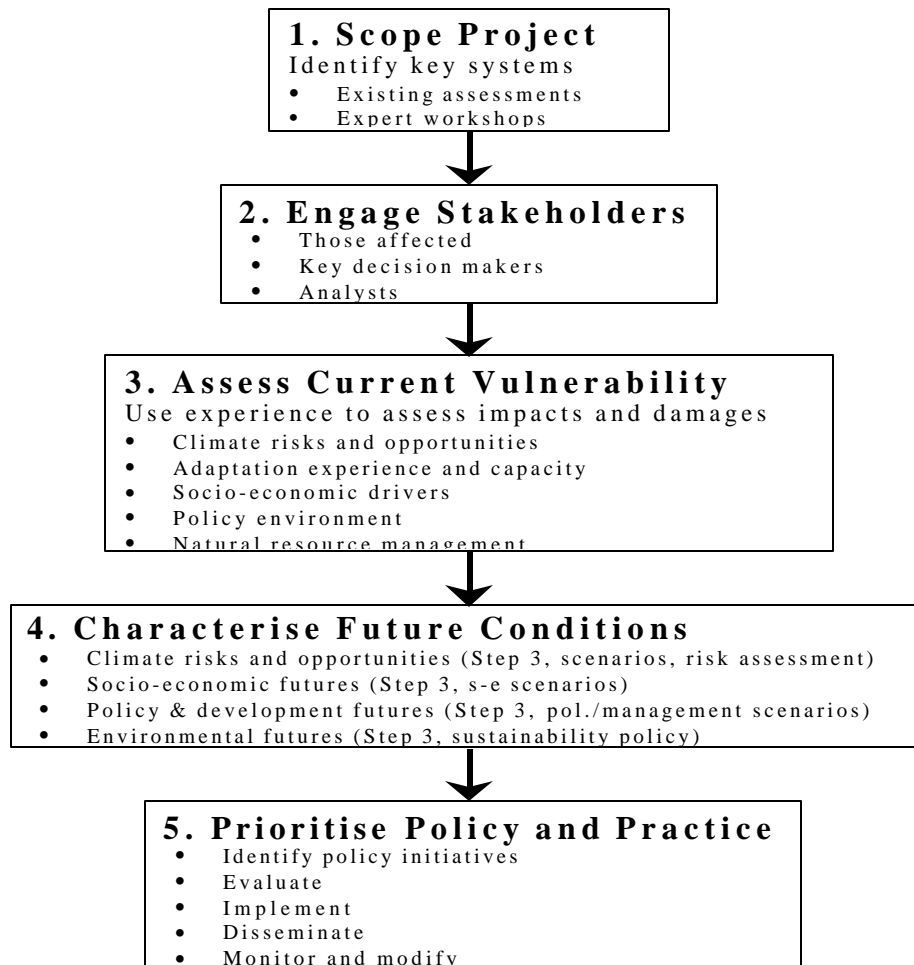 1. Scope Project
Identify key systems
• Existing assessments
• Expert workshops
2. Engage Stakeholders
• Those affected
• Key decision makers
• Analysts
3. Assess Current Vulnerability
Use experience to assess impacts and damages
• Climate risks and opportunities
• Adaptation experience and capacity
• Socio-economic drivers
• Policy environment
• Natural resource management
4. Characterise Future Conditions
• Climate risks and opportunities (Step 3, scenarios, risk assessment)
• Socio-economic futures (Step 3, s-e scenarios)
• Policy & development futures (Step 3, pol./management scenarios)
• Environmental futures (Step 3, sustainability policy)
5. Prioritise Policy and Practice
• Identify policy initiatives
• Evaluate
• Implement
• Disseminate
• Monitor and modify